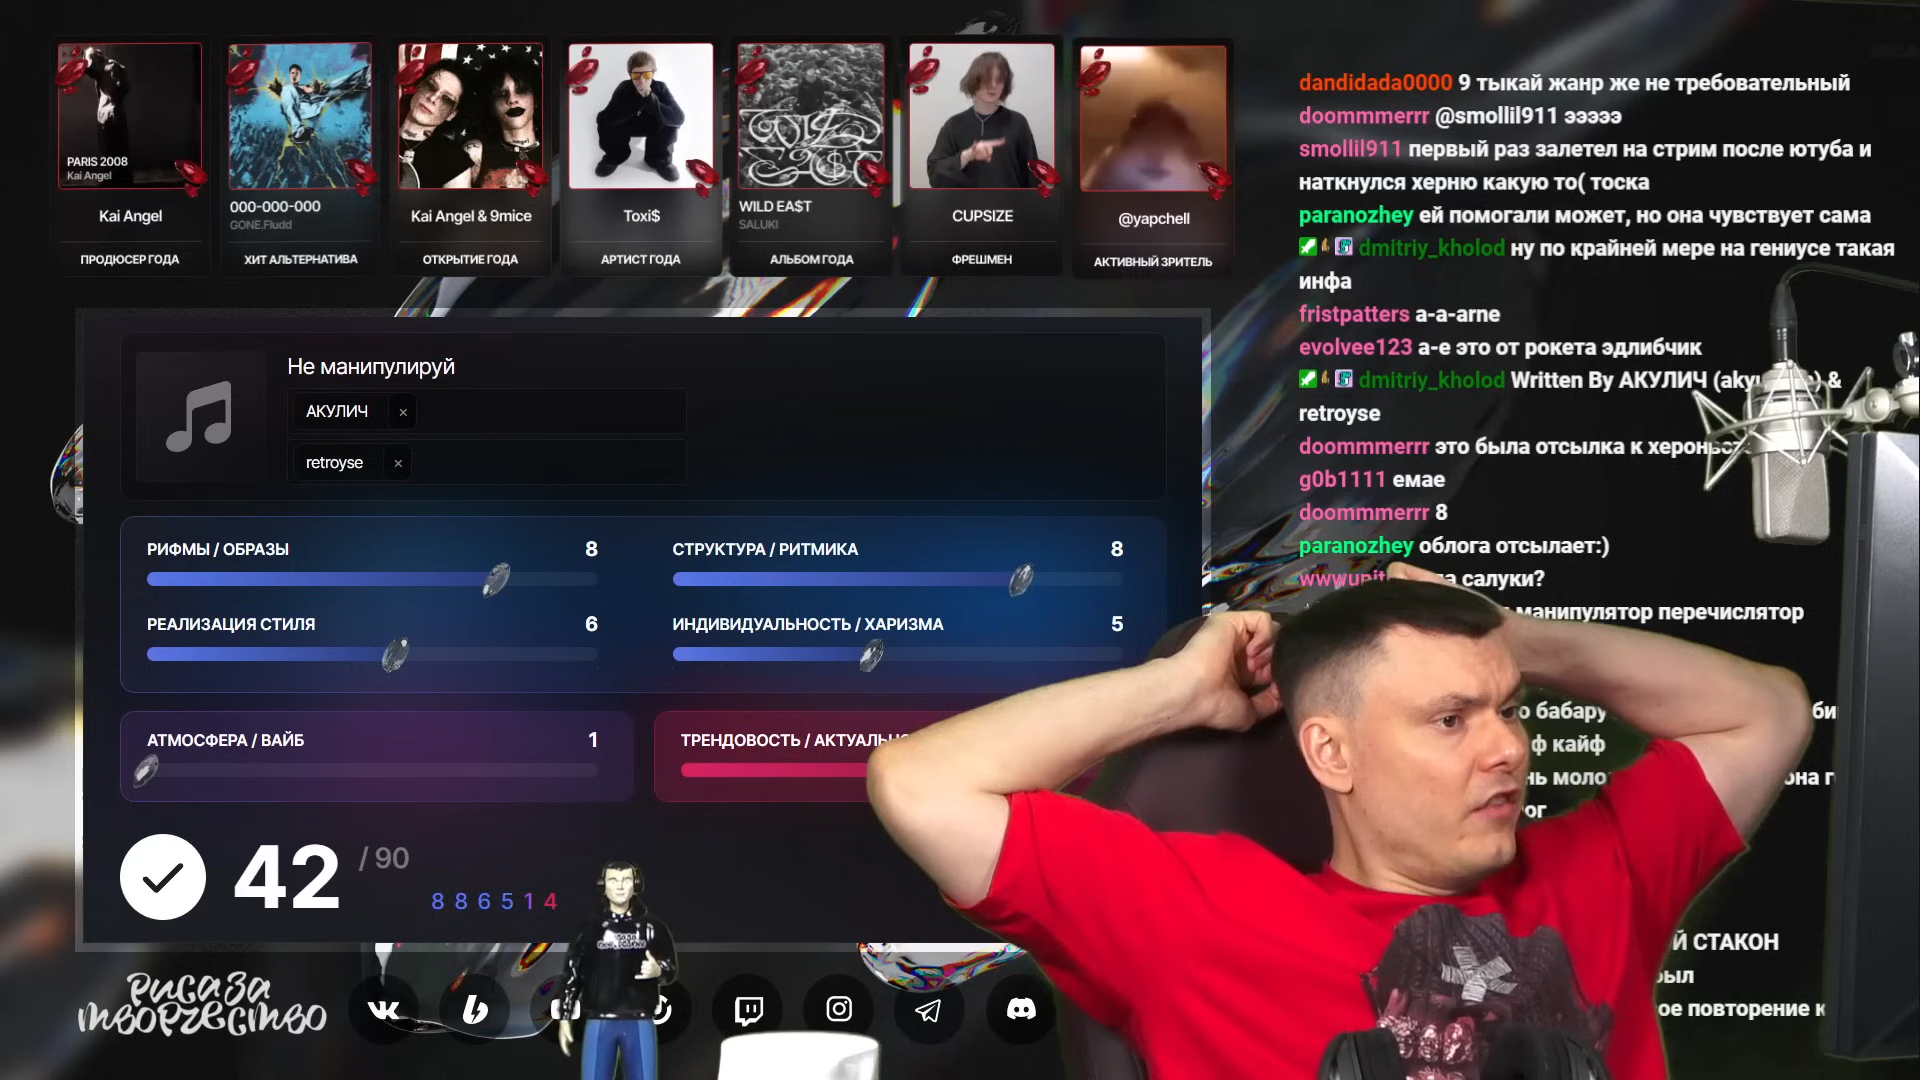 PARIS 2008
Kai Angel
Kai Angel
ПРОДЮСЕР ГОДА
000-000-000
GONE.Fludd
ХИТ АЛЬТЕРНАТИВА
Kai Angel & 9mice
ОТКРЫТИЕ ГОДА
Toxi$
АРТИСТ ГОДА
WILD EA$T
SALUKI
АЛЬБОМ ГОДА
CUPSIZE
ФРЕШМЕН
@yapchell
АКТИВНЫЙ ЗРИТЕЛЬ
Не манипулируй
АКУЛИЧ ×
retroyse ×
РИФМЫ / ОБРАЗЫ 8
СТРУКТУРА / РИТМИКА 8
РЕАЛИЗАЦИЯ СТИЛЯ 6
ИНДИВИДУАЛЬНОСТЬ / ХАРИЗМА 5
АТМОСФЕРА / ВАЙБ 1
ТРЕНДОВОСТЬ /
42 / 90
8 8 6 5 1 4
РИСАЗА
ТВОРЧЕСТВО
dandidada0000 9 тыкай жанр же не требовательный
doommmerrr @smollil911 эээээ
smollil911 первый раз залетел на стрим после ютуба и
наткнулся херню какую то( тоска
paranozhey ей помогали может, но она чувствует сама
dmitriy_kholod ну по крайней мере на гениусе такая
инфа
fristpatters a-a-arne
evolvee123 а-е это от рокета эдлибчик
dmitriy_kholod Written By АКУЛИЧ &
retroyse
doommmerrr это была отсылка к
g0b1111 емае
doommmerrr 8
paranozhey облога отсылает:)
салуки?
манипулятор перечислятор
кайф
Й СТАКОН
повторение